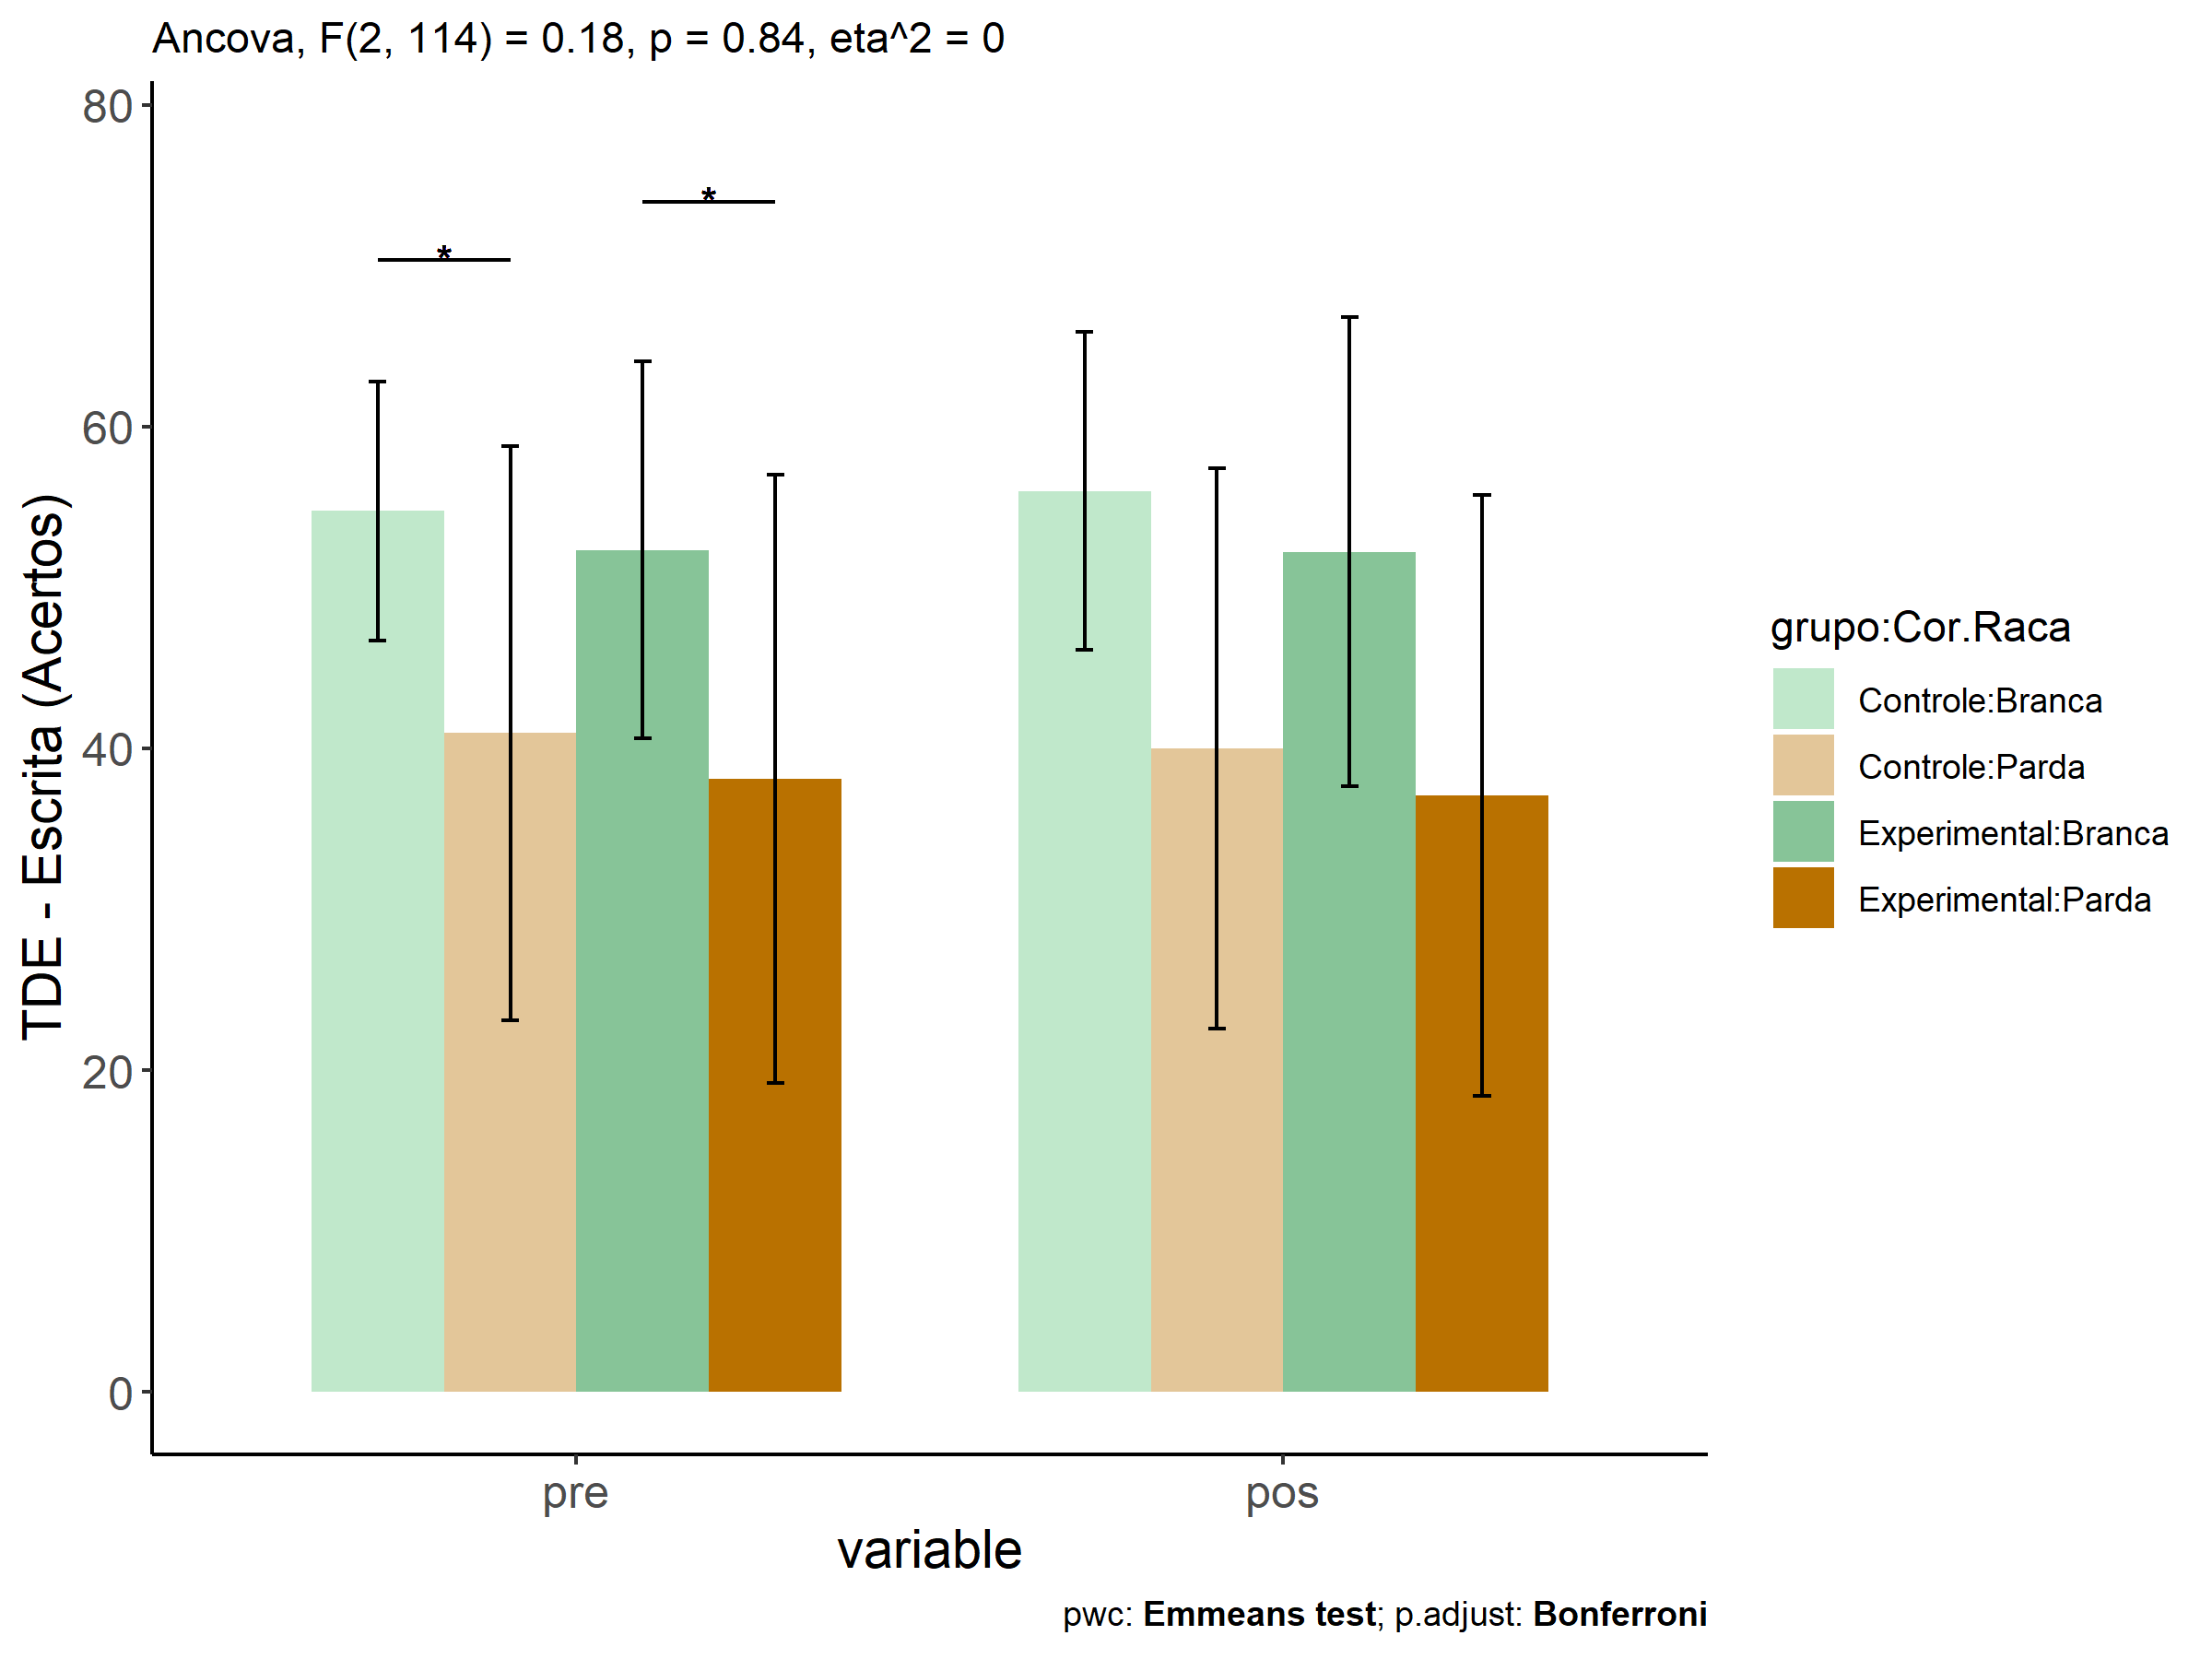 Ancova, F(2, 114) = 0.18, p = 0.84, eta^2 = 0
80
60
40
20
0
TDE - Escrita (Acertos)
*
*
pre
pos
variable
grupo:Cor.Raca
Controle:Branca
Controle:Parda
Experimental:Branca
Experimental:Parda
pwc: Emmeans test; p.adjust: Bonferroni